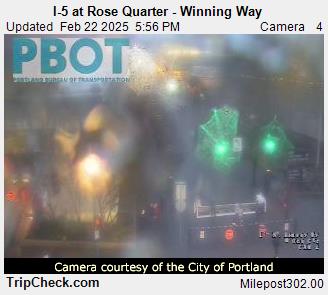 I-5 at Rose Quarter - Winning Way
Updated Feb 22 2025 5:56 PM Camera 4
PBOT
PORTLAND BUREAU OF TRANSPORTATION
Camera courtesy of the City of Portland
TripCheck.com Milepost302.00